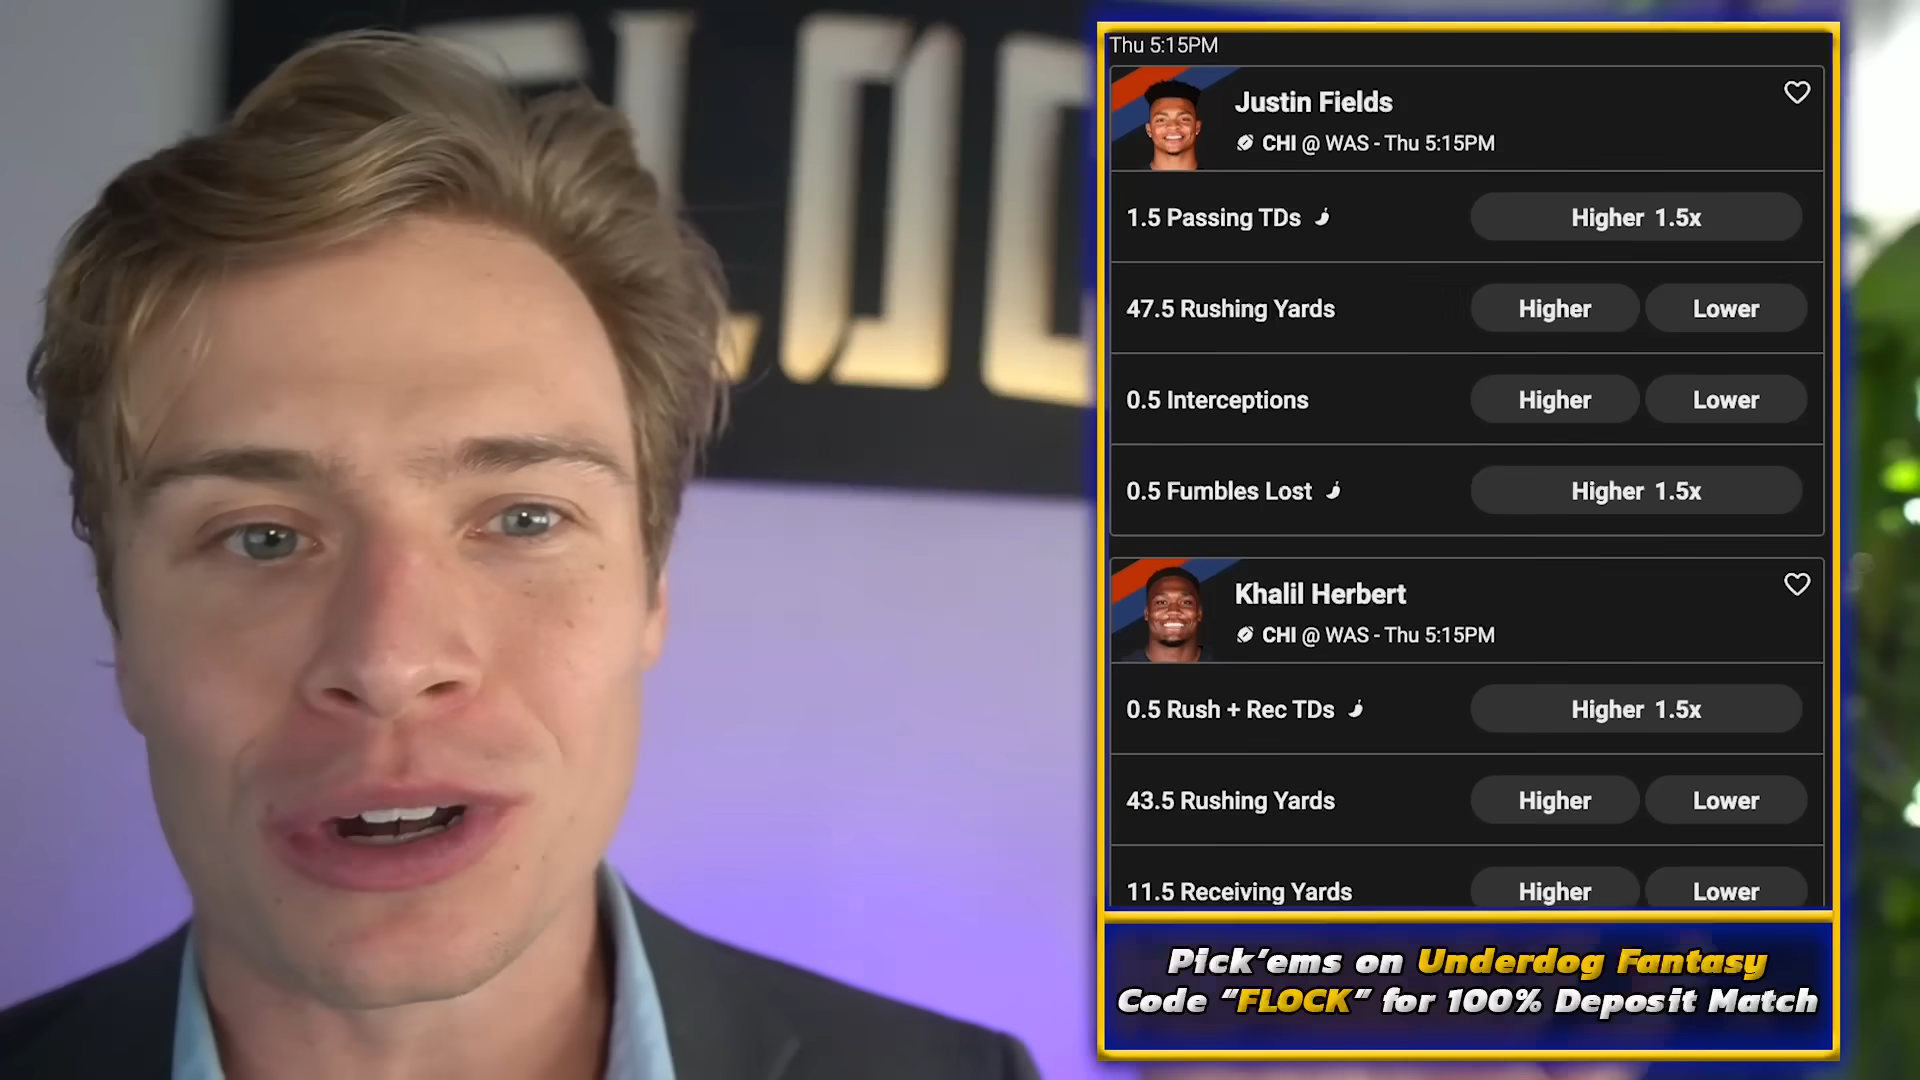 FLOC
Thu 5:15PM
Justin Fields
CHI @ WAS - Thu 5:15PM
1.5 Passing TDs Higher 1.5x
47.5 Rushing Yards Higher Lower
0.5 Interceptions Higher Lower
0.5 Fumbles Lost Higher 1.5x
Khalil Herbert
CHI @ WAS - Thu 5:15PM
0.5 Rush + Rec TDs Higher 1.5x
43.5 Rushing Yards Higher Lower
11.5 Receiving Yards Higher Lower
Pick'ems on Underdog Fantasy
Code "FLOCK" for 100% Deposit Match